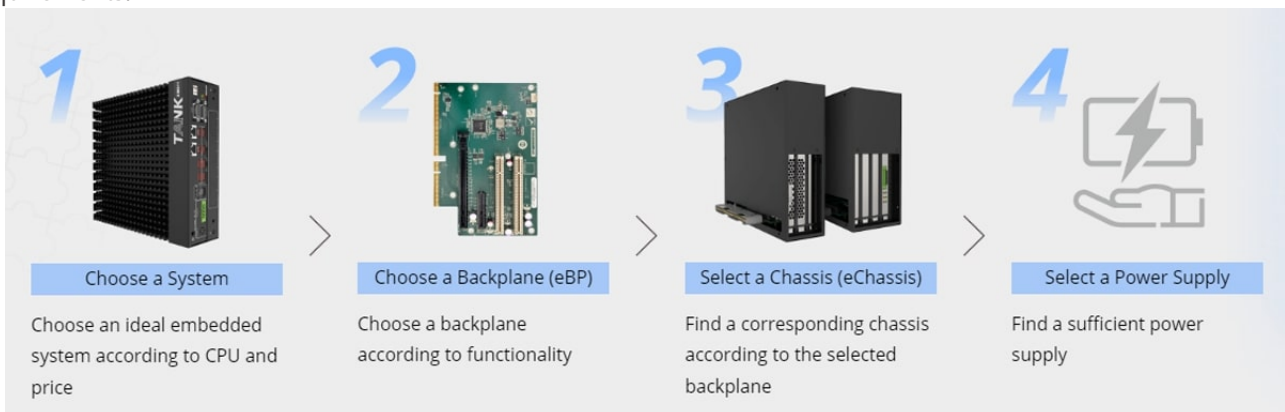 1
2
3
4
TANK
Choose a System
Choose an ideal embedded
system according to CPU and
price
Choose a Backplane (eBP)
Choose a backplane
according to functionality
Select a Chassis (eChassis)
Find a corresponding chassis
according to the selected
backplane
Select a Power Supply
Find a sufficient power
supply